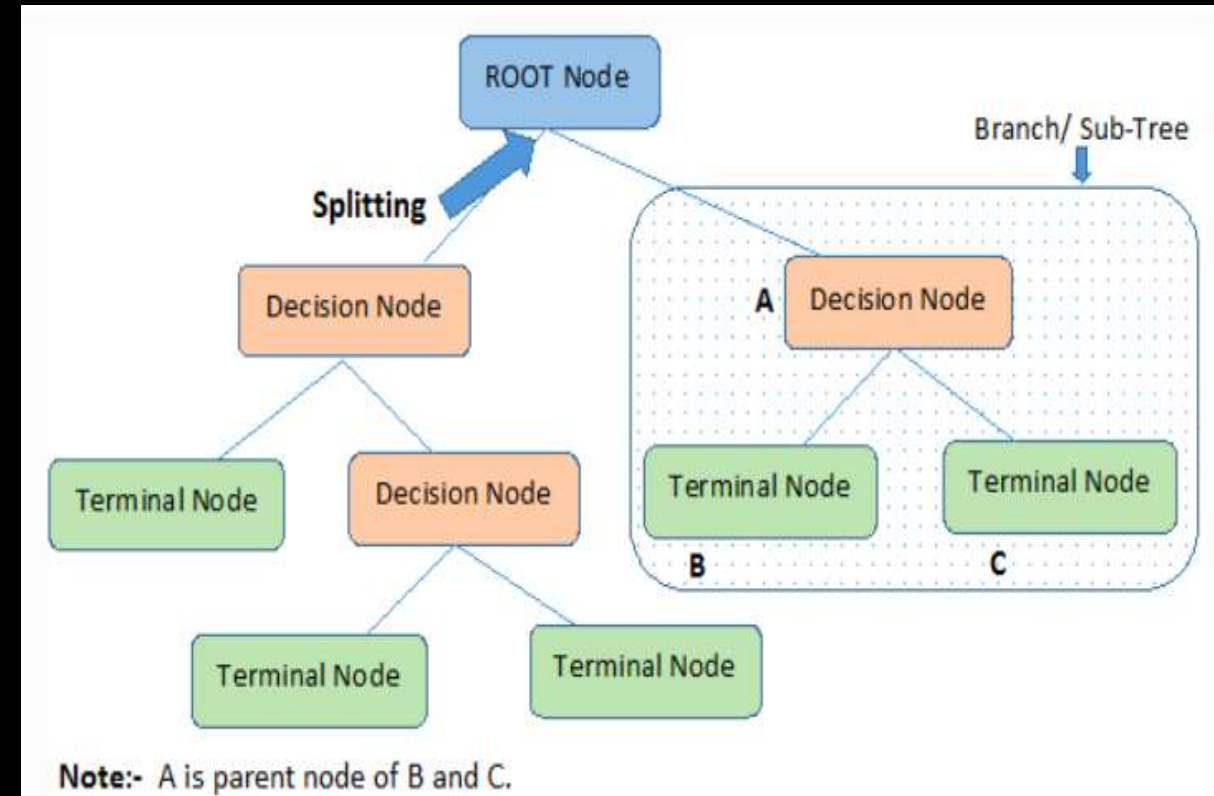 ROOT Node
Branch/ Sub-Tree
Splitting
Decision Node
A Decision Node
Terminal Node
Decision Node
Terminal Node
Terminal Node
B
C
Terminal Node
Terminal Node
Note:- A is parent node of B and C.